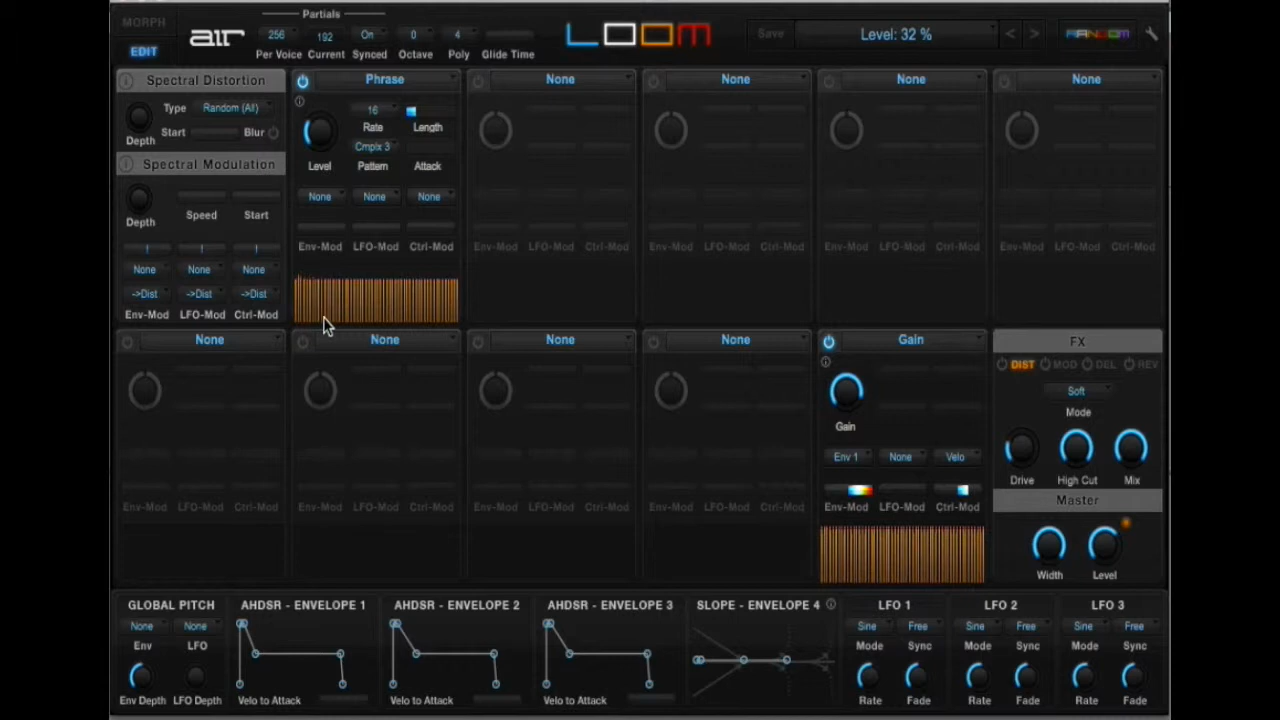 MORPH
EDIT
air
Partials
256 192 On 0 4
Per Voice Current Synced Octave Poly Glide Time
LOOM
Save
Level: 32 %
< >
RANDOM
Spectral Distortion
Type Random (All)
Depth
Start Blur
Spectral Modulation
Depth Speed Start
None None None
->Dist ->Dist ->Dist
Env-Mod LFO-Mod Ctrl-Mod
Phrase
16
Rate Length
Cmplx 3
Level Pattern Attack
None None None
Env-Mod LFO-Mod Ctrl-Mod
None
Env-Mod LFO-Mod Ctrl-Mod
None
Env-Mod LFO-Mod Ctrl-Mod
None
Env-Mod LFO-Mod Ctrl-Mod
None
Env-Mod LFO-Mod Ctrl-Mod
None
Env-Mod LFO-Mod Ctrl-Mod
None
Env-Mod LFO-Mod Ctrl-Mod
None
Env-Mod LFO-Mod Ctrl-Mod
None
Env-Mod LFO-Mod Ctrl-Mod
Gain
Gain
Env 1 None Velo
Env-Mod LFO-Mod Ctrl-Mod
FX
DIST MOD DEL REV
Soft
Mode
Drive High Cut Mix
Master
Width Level
GLOBAL PITCH
None None
Env LFO
Env Depth LFO Depth
AHDSR - ENVELOPE 1
Velo to Attack
AHDSR - ENVELOPE 2
Velo to Attack
AHDSR - ENVELOPE 3
Velo to Attack
SLOPE - ENVELOPE 4
LFO 1
Sine Free
Mode Sync
Rate Fade
LFO 2
Sine Free
Mode Sync
Rate Fade
LFO 3
Sine Free
Mode Sync
Rate Fade